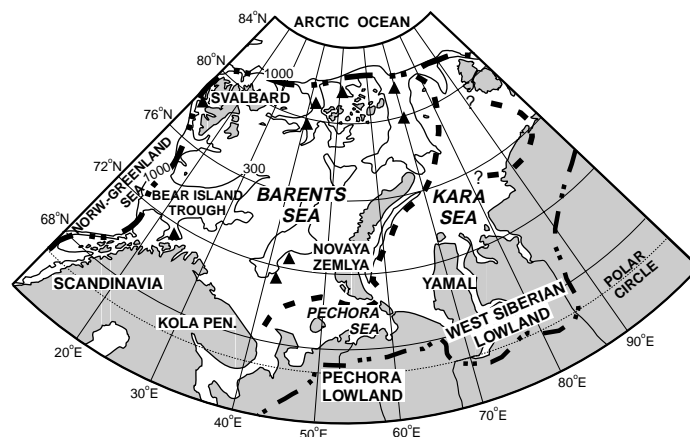 84°N
ARCTIC OCEAN
80°N
1000
SVALBARD
76°N
?
NORW.-GREENLAND
SEA
1000
72°N
300
?
BEAR ISLAND
TROUGH
BARENTS
SEA
KARA
SEA
68°N
NOVAYA
ZEMLYA
SCANDINAVIA
YAMAL
POLAR
CIRCLE
KOLA PEN.
PECHORA
SEA
WEST SIBERIAN
LOWLAND
PECHORA
LOWLAND
20°E
30°E
40°E
50°E
60°E
70°E
80°E
90°E